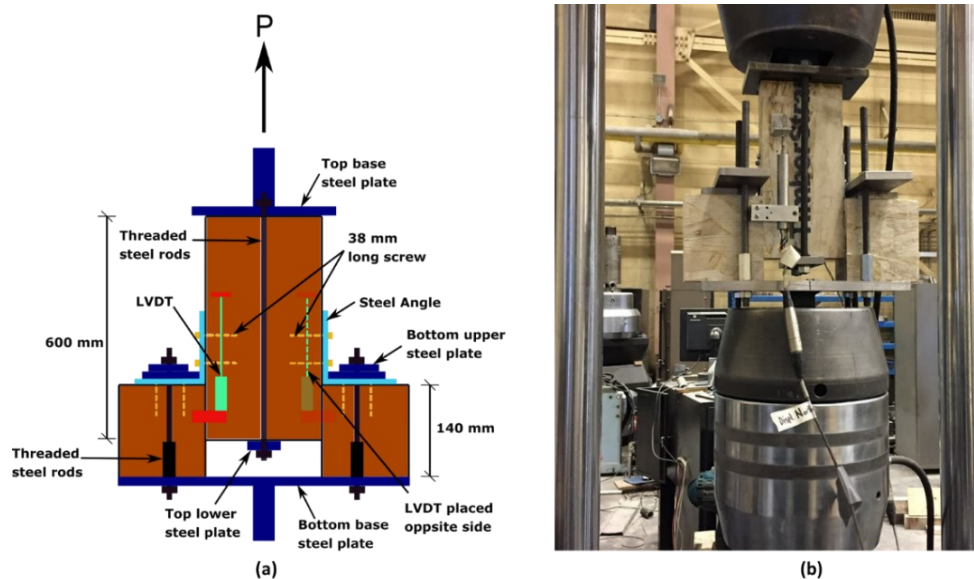 P
Top base
steel plate
Threaded
steel rods
38 mm
long screw
LVDT
Steel Angle
Bottom upper
steel plate
600 mm
140 mm
Threaded
steel rods
Top lower
steel plate
Bottom base
steel plate
LVDT placed
oppsite side
(a)
(b)